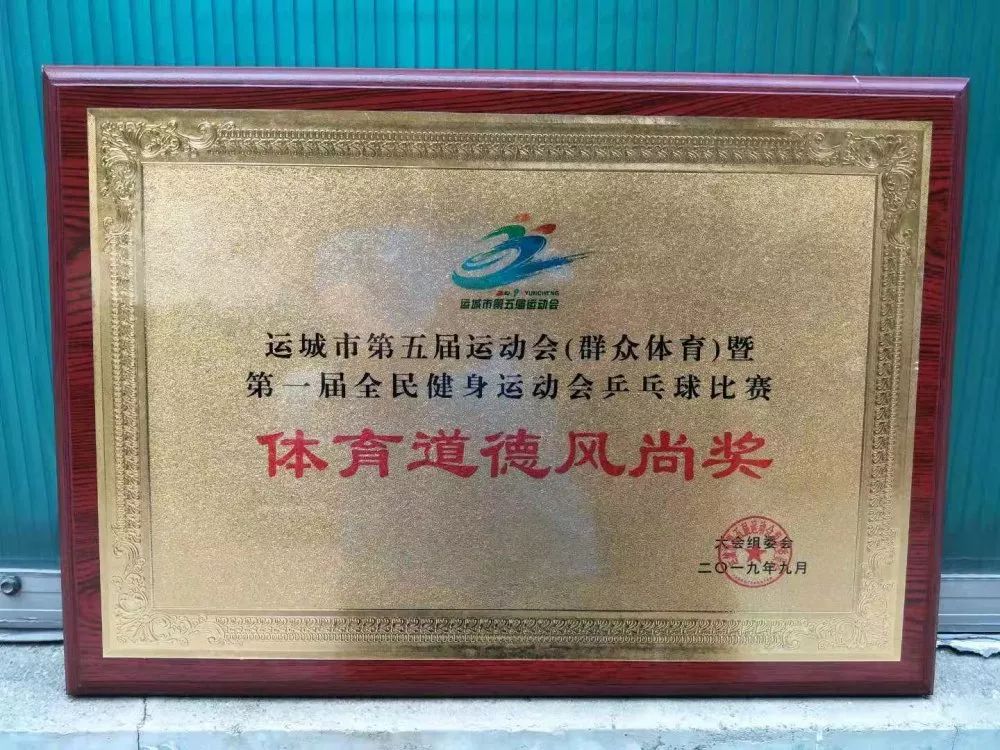 YUNCHENG
运城市第五届运动会
运城市第五届运动会(群众体育)暨
第一届全民健身运动会乒乓球比赛
体育道德风尚奖
大会组委会
二〇一九年九月